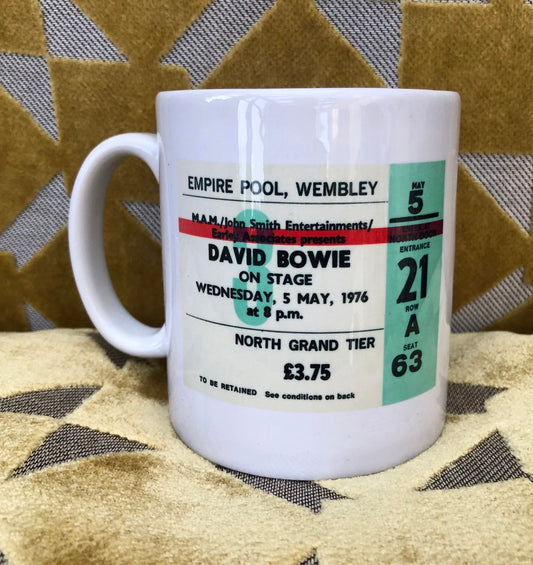 EMPIRE POOL, WEMBLEY
M.A.M./John Smith Entertainments/
Associates presents
DAVID BOWIE
ON STAGE
WEDNESDAY, 5 MAY, 1976
at 8 p.m.
NORTH GRAND TIER
£3.75
TO BE RETAINED See conditions on back
MAY
5
ENTRANCE
21
ROW
A
SEAT
63
3